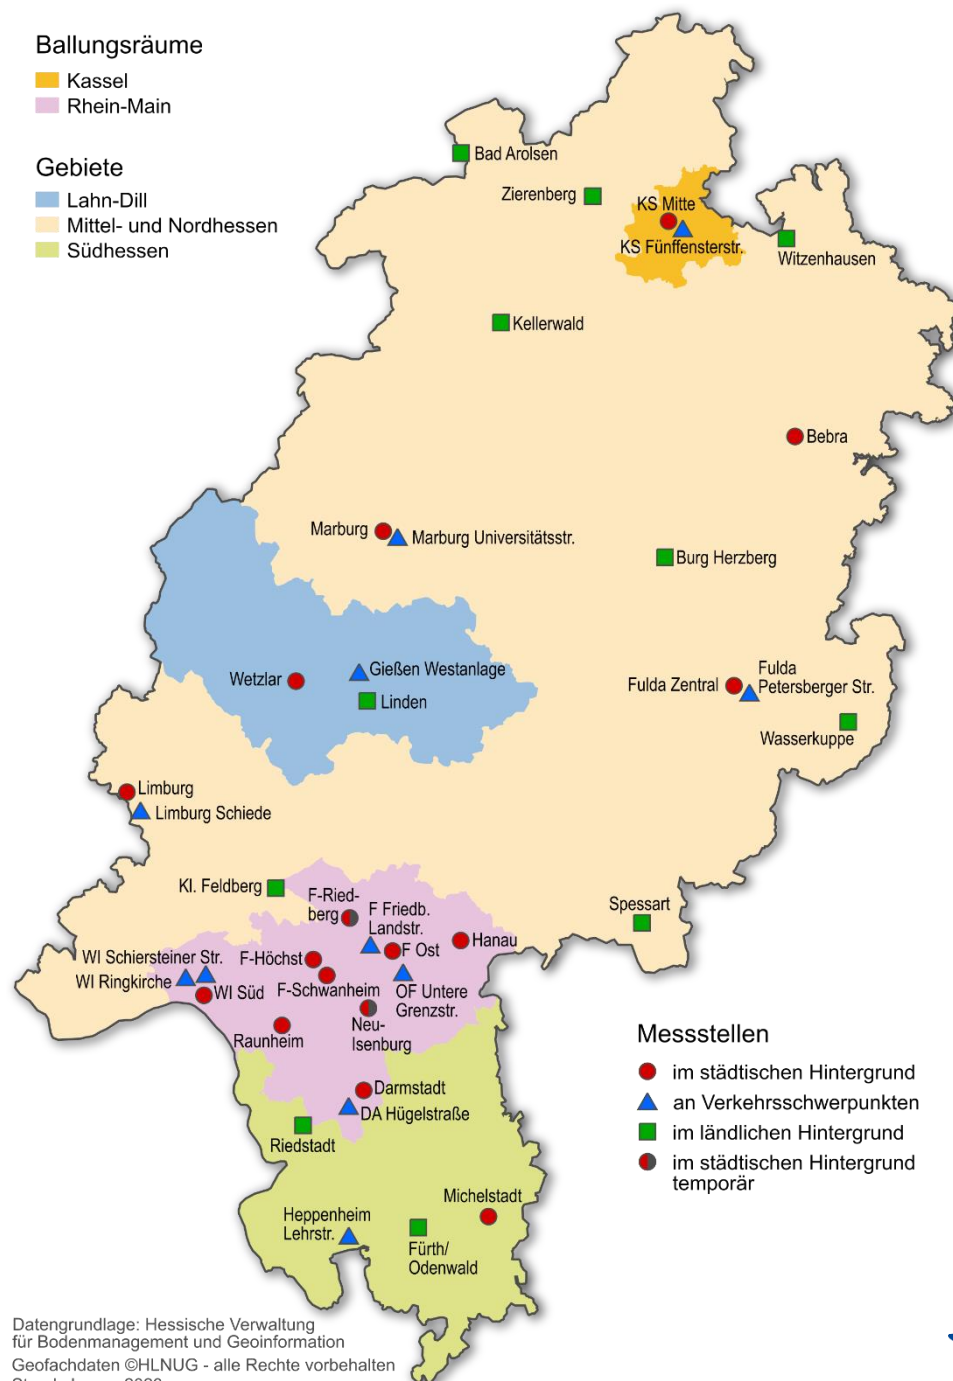 Ballungsräume
Kassel
Rhein-Main
Gebiete
Lahn-Dill
Mittel- und Nordhessen
Südhessen
Bad Arolsen
Zierenberg
KS Mitte
KS Fünffensterstr.
Witzenhausen
Kellerwald
Bebra
Marburg
Marburg Universitätsstr.
Burg Herzberg
Wetzlar
Gießen Westanlage
Linden
Fulda Zentral
Fulda
Petersberger Str.
Wasserkuppe
Limburg
Limburg Schiede
Kl. Feldberg
F-Ried-
berg
F Friedb.
Landstr.
Spessart
Hanau
F Ost
WI Schiersteiner Str.
F-Höchst
WI Ringkirche
WI Süd
F-Schwanheim
OF Untere
Grenzstr.
Neu-
Isenburg
Raunheim
Darmstadt
DA Hügelstraße
Riedstadt
Michelstadt
Heppenheim
Lehrstr.
Fürth/
Odenwald
Messstellen
im städtischen Hintergrund
an Verkehrsschwerpunkten
im ländlichen Hintergrund
im städtischen Hintergrund
temporär
Datengrundlage: Hessische Verwaltung
für Bodenmanagement und Geoinformation
Geofachdaten ©HLNUG - alle Rechte vorbehalten